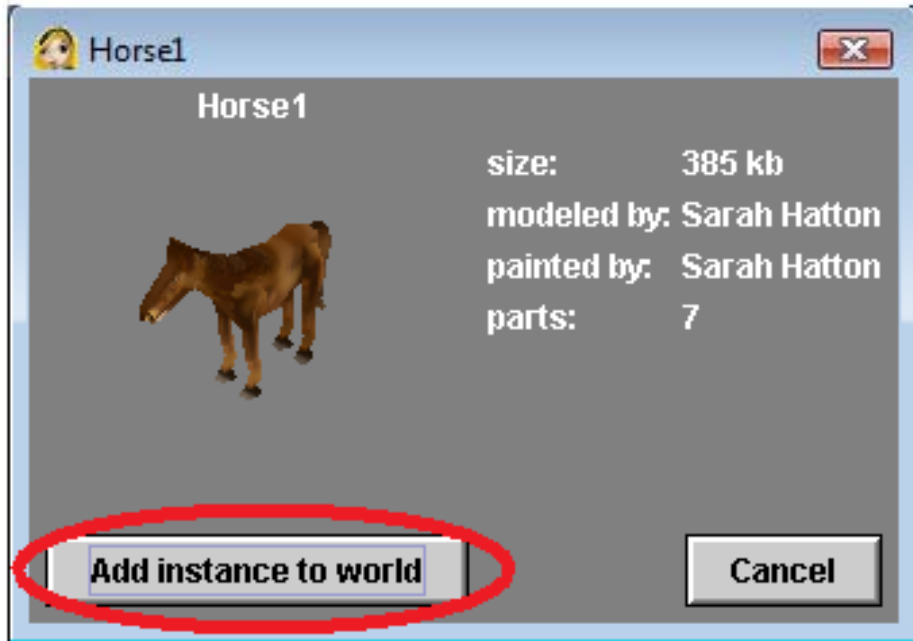 Horse1
Horse1
size: 385 kb
modeled by: Sarah Hatton
painted by: Sarah Hatton
parts: 7
Add instance to world
Cancel